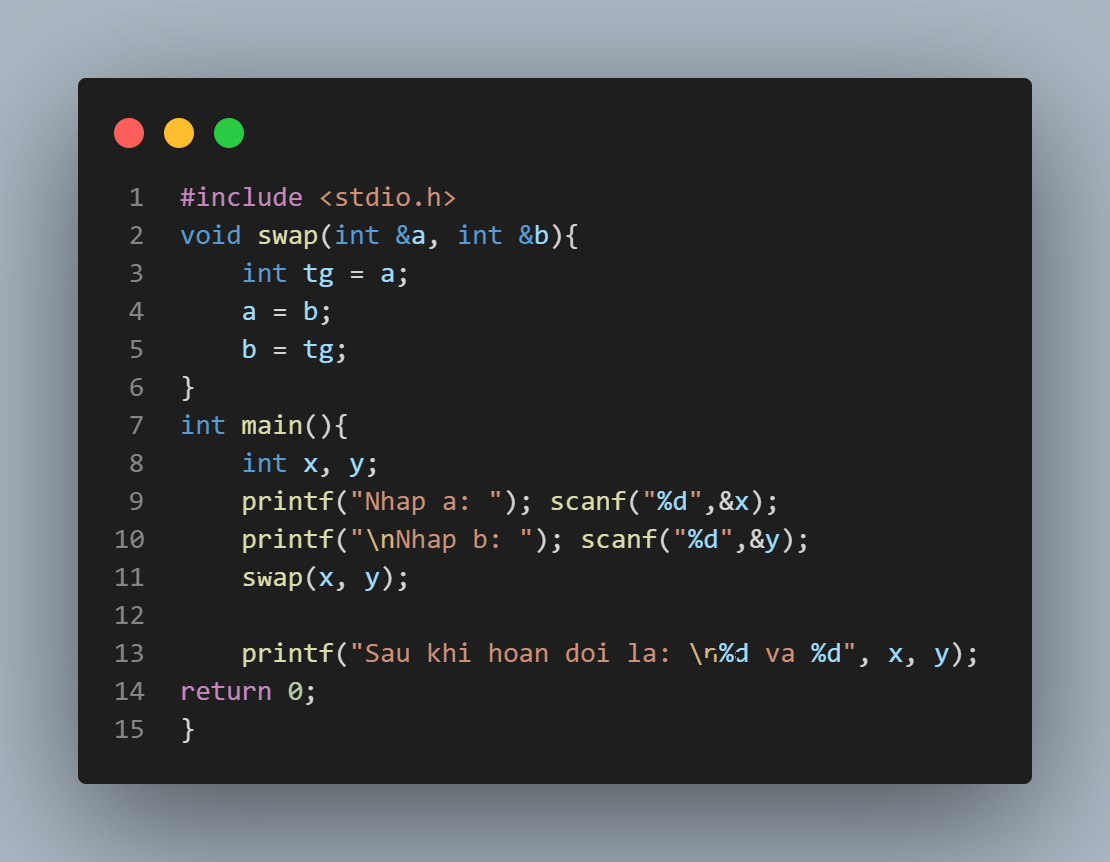 1 #include <stdio.h>
2 void swap(int &a, int &b){
3     int tg = a;
4     a = b;
5     b = tg;
6 }
7 int main(){
8     int x, y;
9     printf("Nhap a: "); scanf("%d",&x);
10     printf("\nNhap b: "); scanf("%d",&y);
11     swap(x, y);
12
13     printf("Sau khi hoan doi la: \n%d va %d", x, y);
14 return 0;
15 }